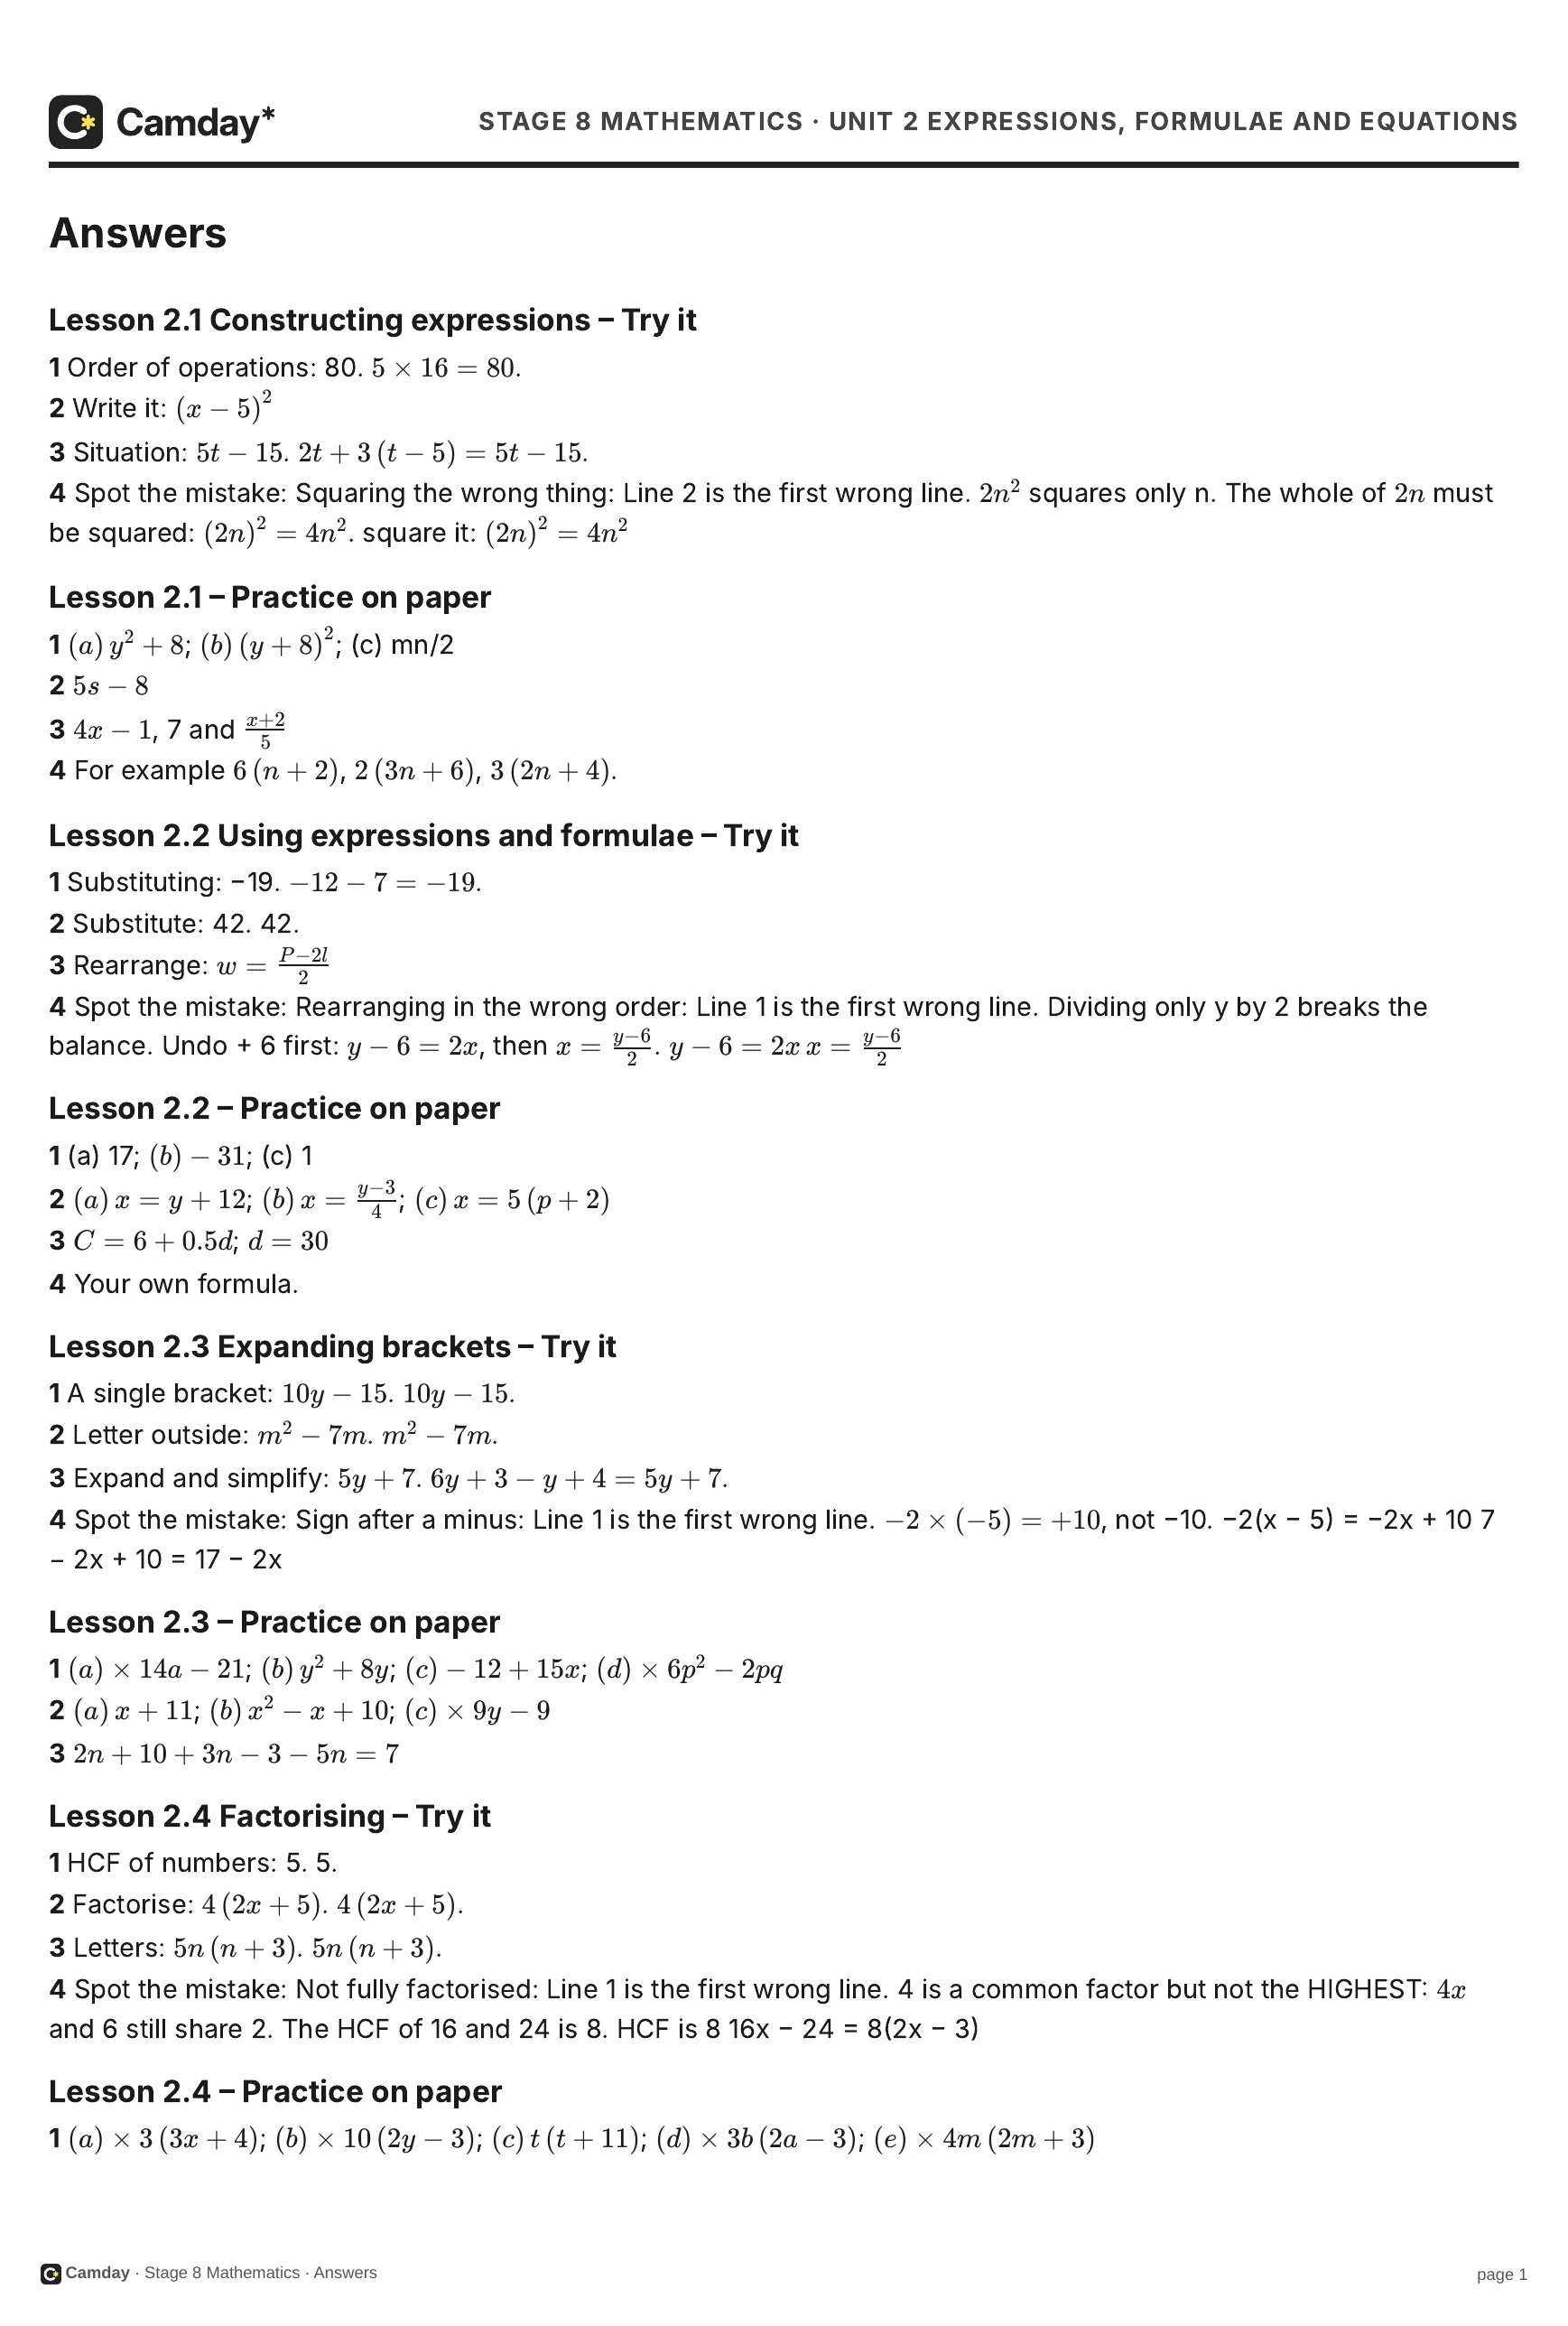 Camday*
STAGE 8 MATHEMATICS · UNIT 2 EXPRESSIONS, FORMULAE AND EQUATIONS
Answers
Lesson 2.1 Constructing expressions – Try it
1 Order of operations: 80. 5 × 16 = 80.
2 Write it: (x − 5)²
3 Situation: 5t − 15. 2t + 3 (t − 5) = 5t − 15.
4 Spot the mistake: Squaring the wrong thing: Line 2 is the first wrong line. 2n² squares only n. The whole of 2n must
be squared: (2n)² = 4n². square it: (2n)² = 4n²
Lesson 2.1 – Practice on paper
1 (a) y² + 8; (b) (y + 8)²; (c) mn/2
2 5s − 8
3 4x − 1, 7 and (x+2)/5
4 For example 6 (n + 2), 2 (3n + 6), 3 (2n + 4).
Lesson 2.2 Using expressions and formulae – Try it
1 Substituting: −19. −12 − 7 = −19.
2 Substitute: 42. 42.
3 Rearrange: w = (P−2l)/2
4 Spot the mistake: Rearranging in the wrong order: Line 1 is the first wrong line. Dividing only y by 2 breaks the
balance. Undo + 6 first: y − 6 = 2x, then x = (y−6)/2. y − 6 = 2x x = (y−6)/2
Lesson 2.2 – Practice on paper
1 (a) 17; (b) − 31; (c) 1
2 (a) x = y + 12; (b) x = (y−3)/4; (c) x = 5 (p + 2)
3 C = 6 + 0.5d; d = 30
4 Your own formula.
Lesson 2.3 Expanding brackets – Try it
1 A single bracket: 10y − 15. 10y − 15.
2 Letter outside: m² − 7m. m² − 7m.
3 Expand and simplify: 5y + 7. 6y + 3 − y + 4 = 5y + 7.
4 Spot the mistake: Sign after a minus: Line 1 is the first wrong line. −2 × (−5) = +10, not −10. −2(x − 5) = −2x + 10 7
− 2x + 10 = 17 − 2x
Lesson 2.3 – Practice on paper
1 (a) × 14a − 21; (b) y² + 8y; (c) − 12 + 15x; (d) × 6p² − 2pq
2 (a) x + 11; (b) x² − x + 10; (c) × 9y − 9
3 2n + 10 + 3n − 3 − 5n = 7
Lesson 2.4 Factorising – Try it
1 HCF of numbers: 5. 5.
2 Factorise: 4 (2x + 5). 4 (2x + 5).
3 Letters: 5n (n + 3). 5n (n + 3).
4 Spot the mistake: Not fully factorised: Line 1 is the first wrong line. 4 is a common factor but not the HIGHEST: 4x
and 6 still share 2. The HCF of 16 and 24 is 8. HCF is 8 16x − 24 = 8(2x − 3)
Lesson 2.4 – Practice on paper
1 (a) × 3 (3x + 4); (b) × 10 (2y − 3); (c) t (t + 11); (d) × 3b (2a − 3); (e) × 4m (2m + 3)
Camday · Stage 8 Mathematics · Answers
page 1